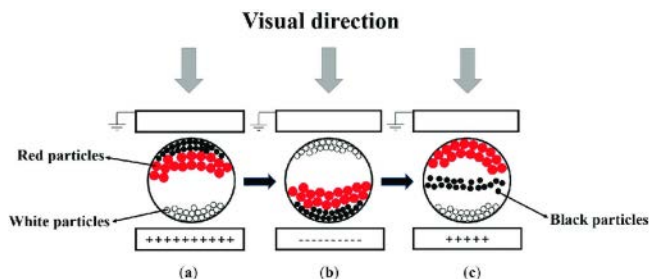 Visual direction
Red particles
White particles
Black particles
++++++++++
----------
+++++
(a)
(b)
(c)